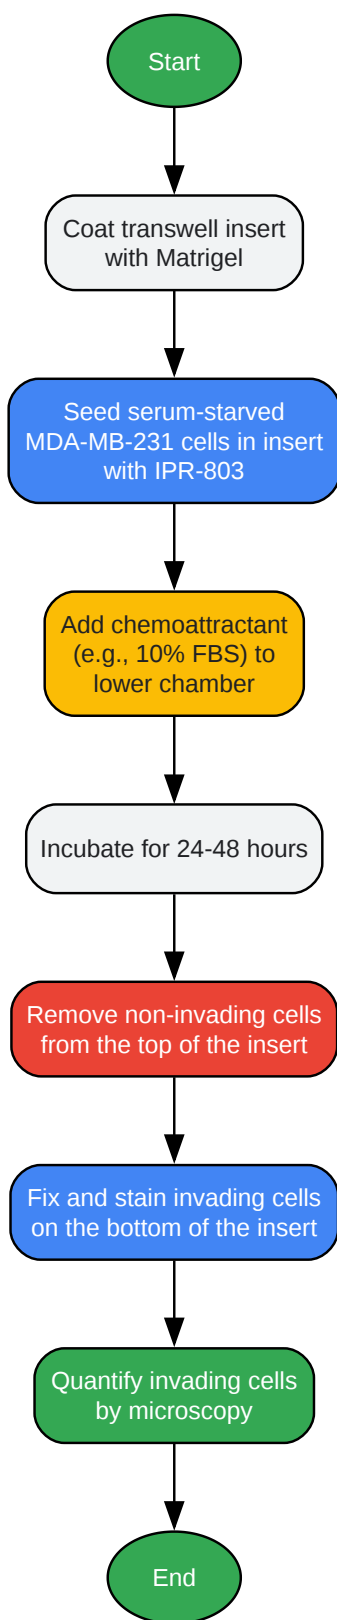 Start
Coat transwell insert
with Matrigel
Seed serum-starved
MDA-MB-231 cells in insert
with IPR-803
Add chemoattractant
(e.g., 10% FBS) to
lower chamber
Incubate for 24-48 hours
Remove non-invading cells
from the top of the insert
Fix and stain invading cells
on the bottom of the insert
Quantify invading cells
by microscopy
End